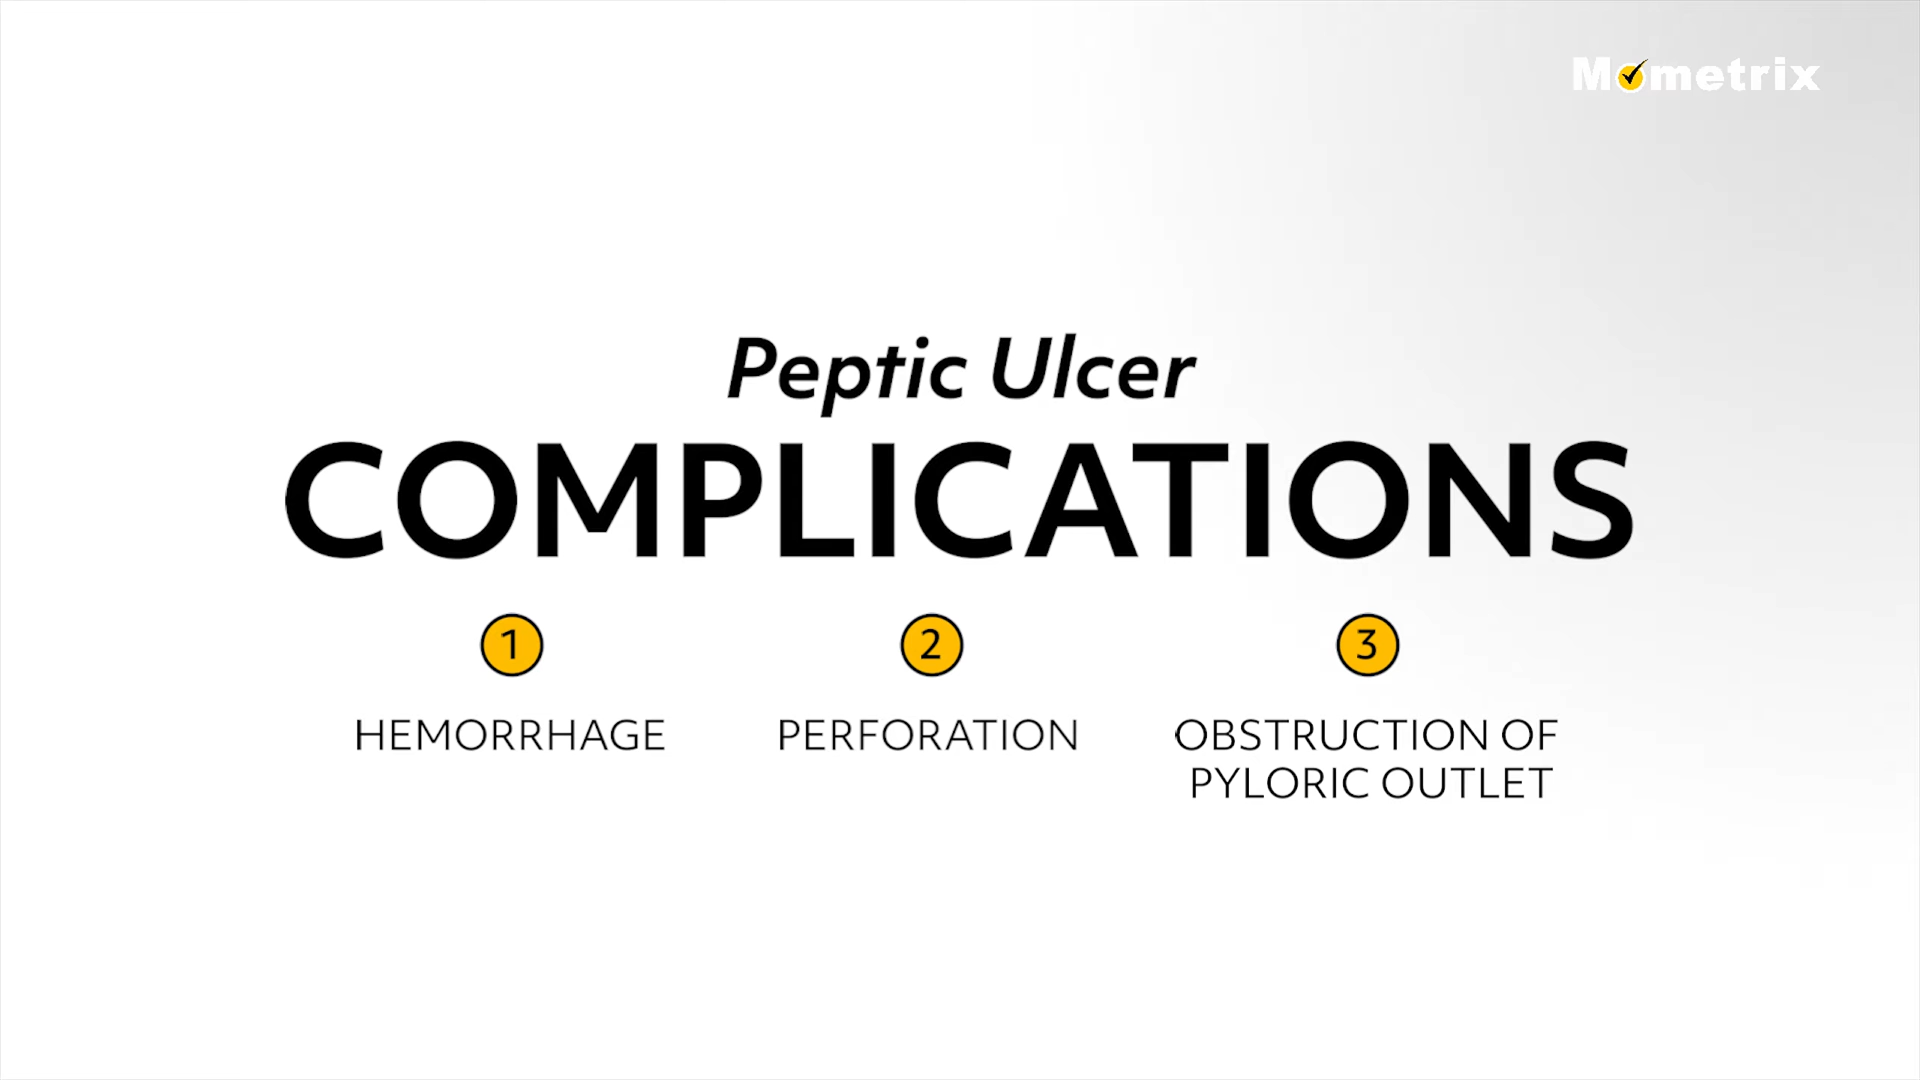 Mometrix
Peptic Ulcer
COMPLICATIONS
1
HEMORRHAGE
2
PERFORATION
3
OBSTRUCTION OF
PYLORIC OUTLET